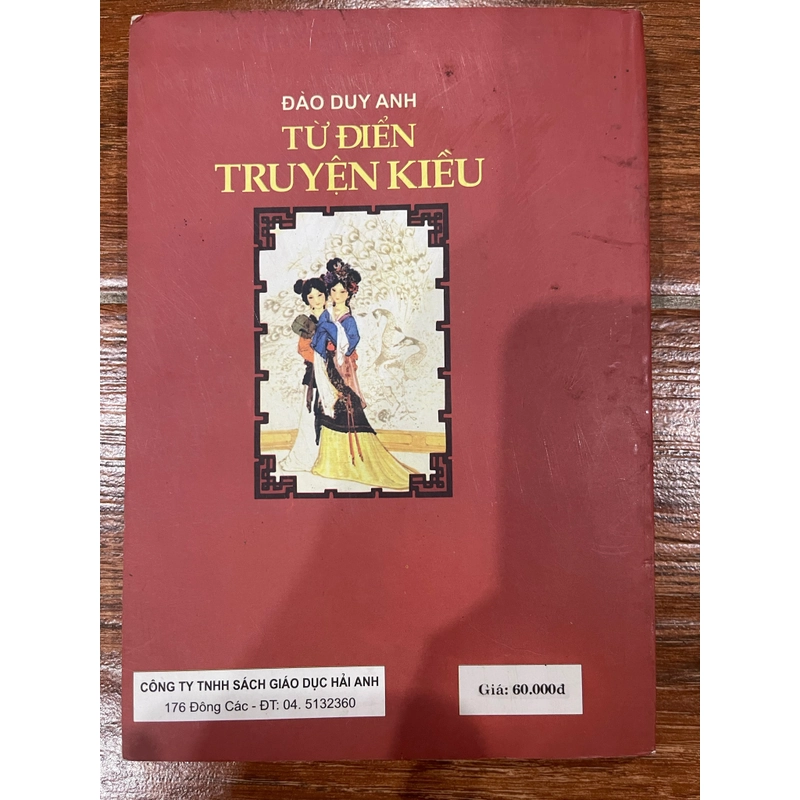 ĐÀO DUY ANH
TỪ ĐIỂN
TRUYỆN KIỀU
CÔNG TY TNHH SÁCH GIÁO DỤC HẢI ANH
176 Đông Các - ĐT: 04. 5132360
Giá: 60.000đ